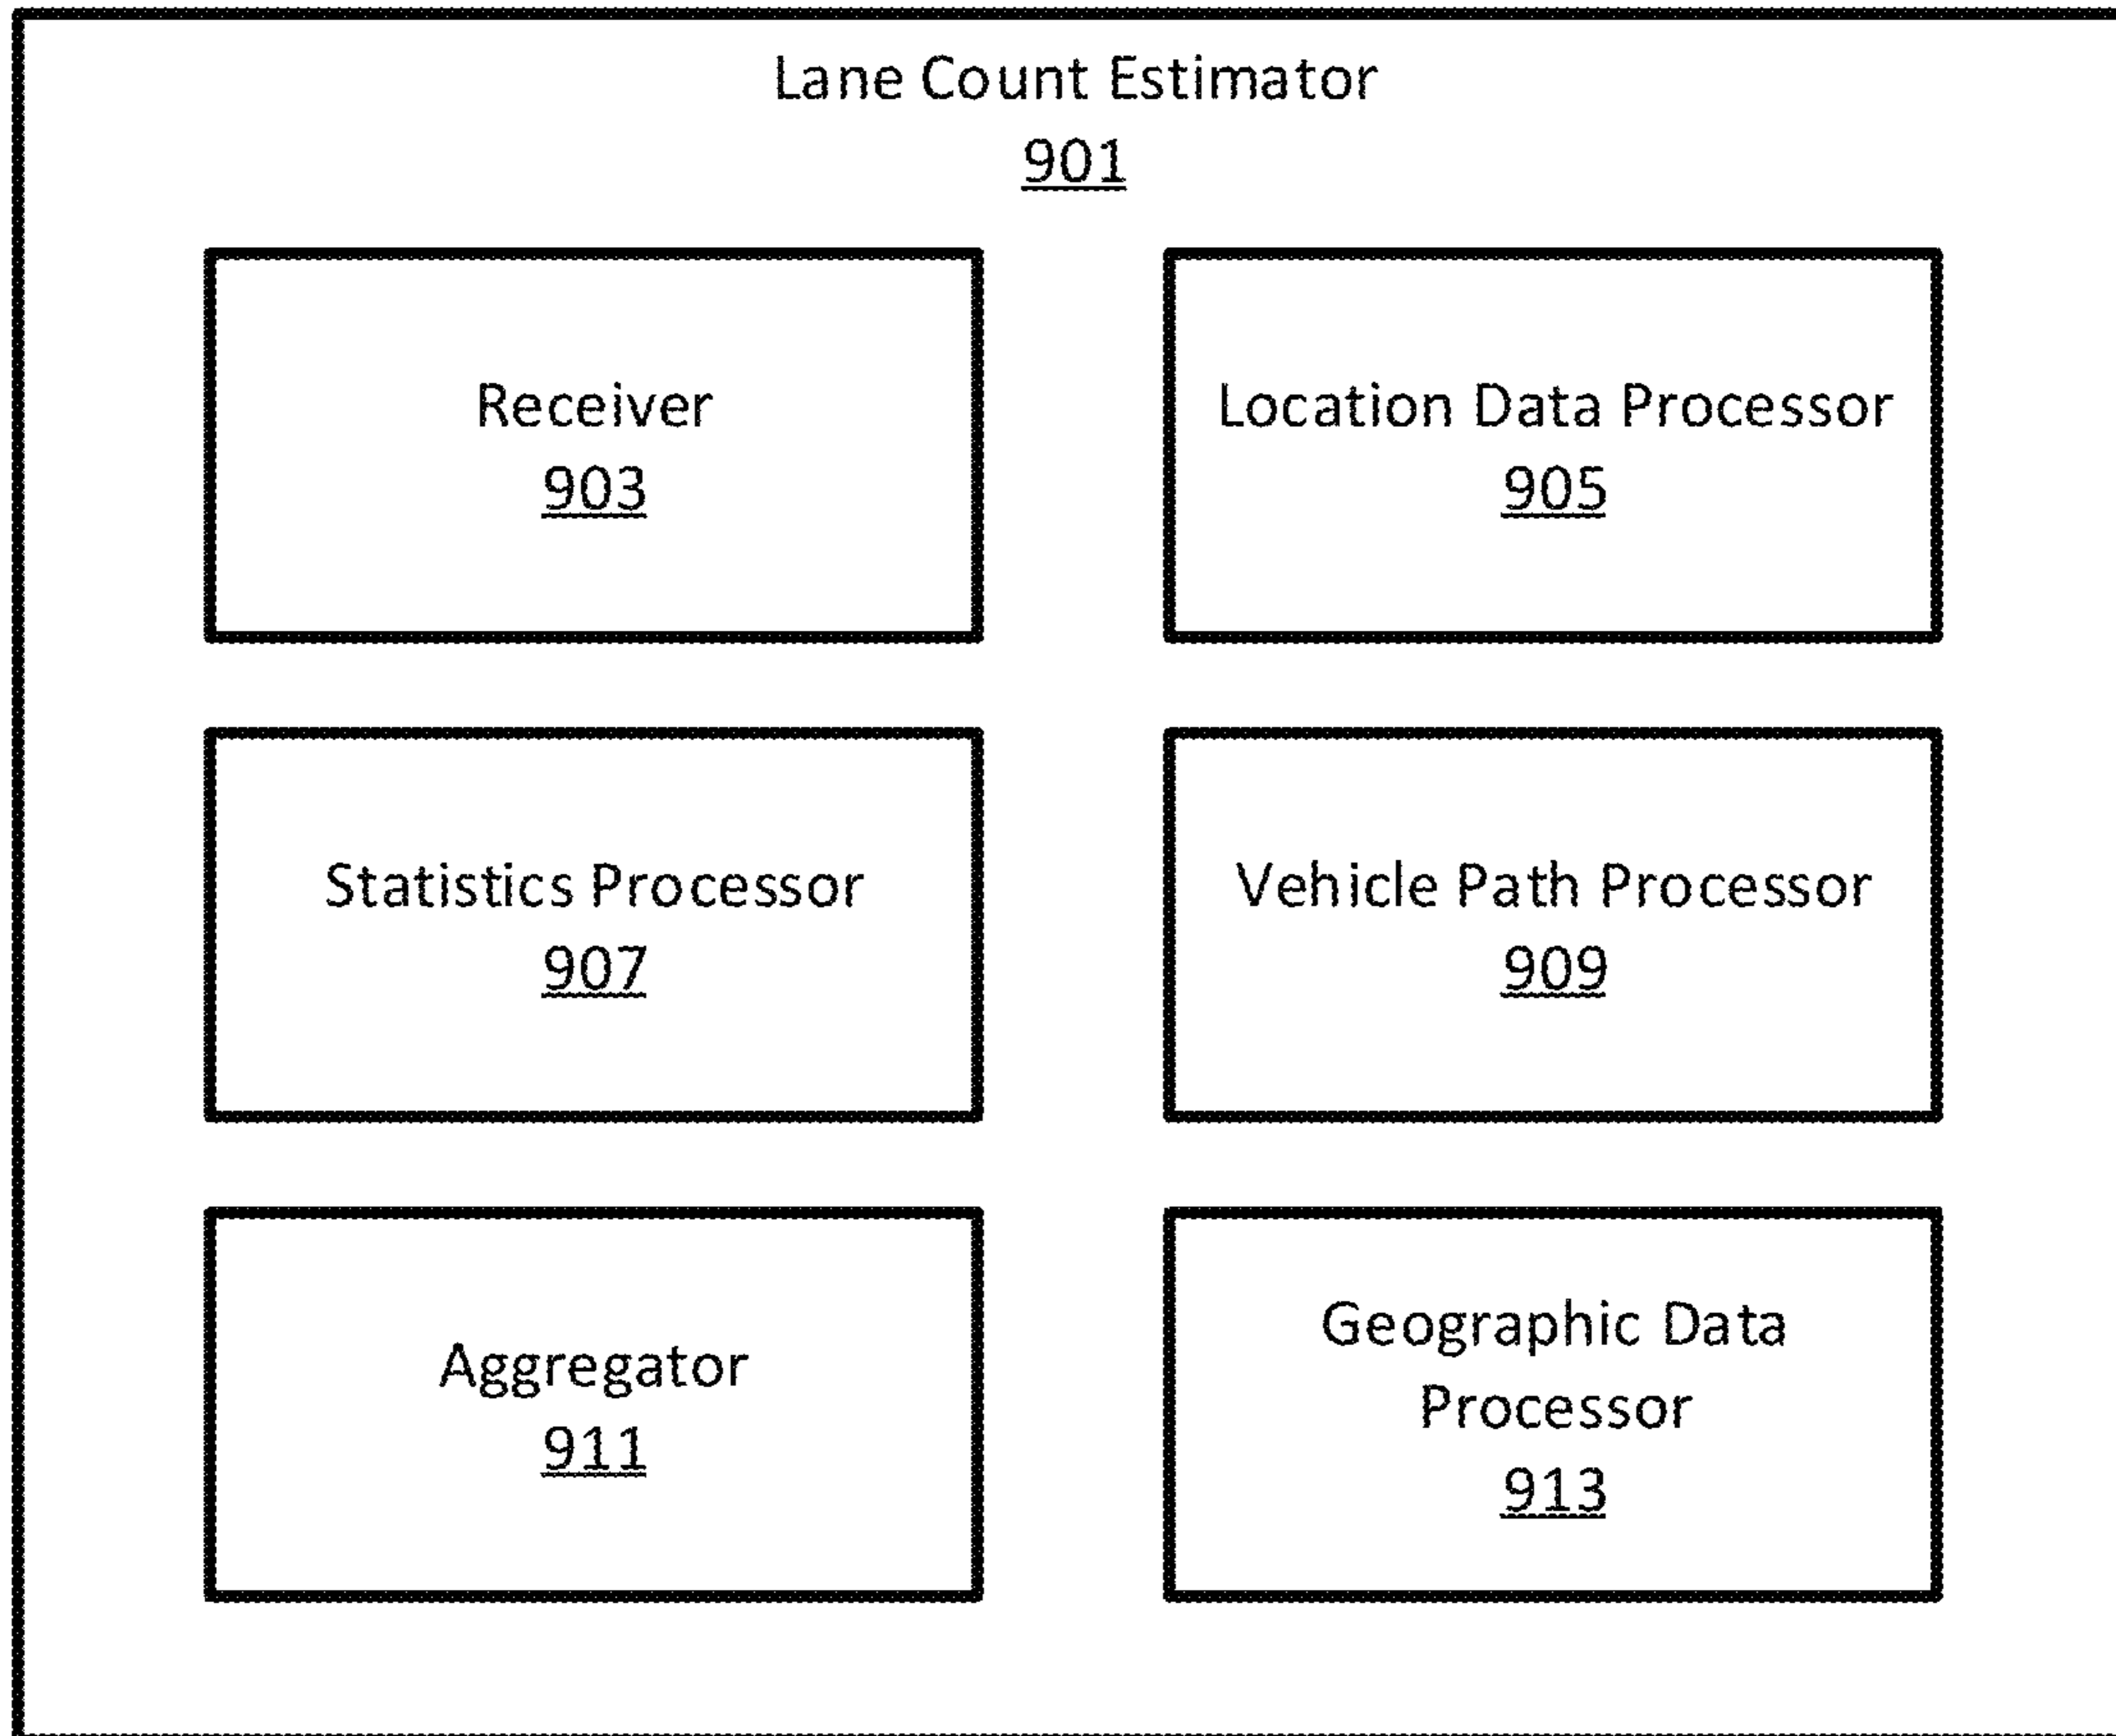 Lane Count Estimator
901
Receiver
903
Location Data Processor
905
Statistics Processor
907
Vehicle Path Processor
909
Aggregator
911
Geographic Data
Processor
913